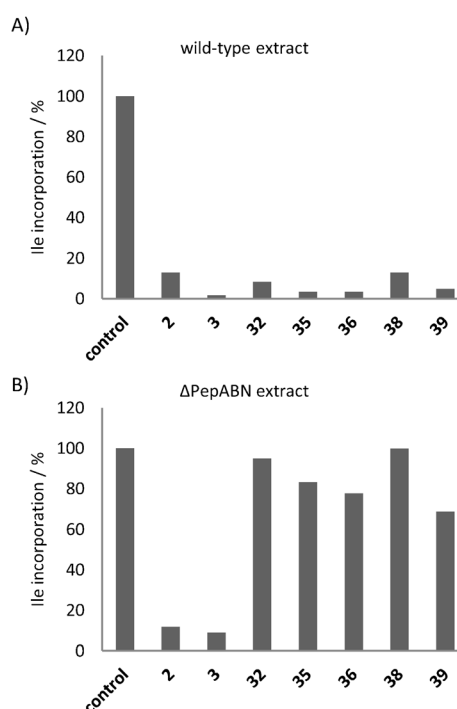 A)
wild-type extract
Ile incorporation / %
120
100
80
60
40
20
0
control 2 3 32 35 36 38 39
B)
ΔPepABN extract
Ile incorporation / %
120
100
80
60
40
20
0
control 2 3 32 35 36 38 39